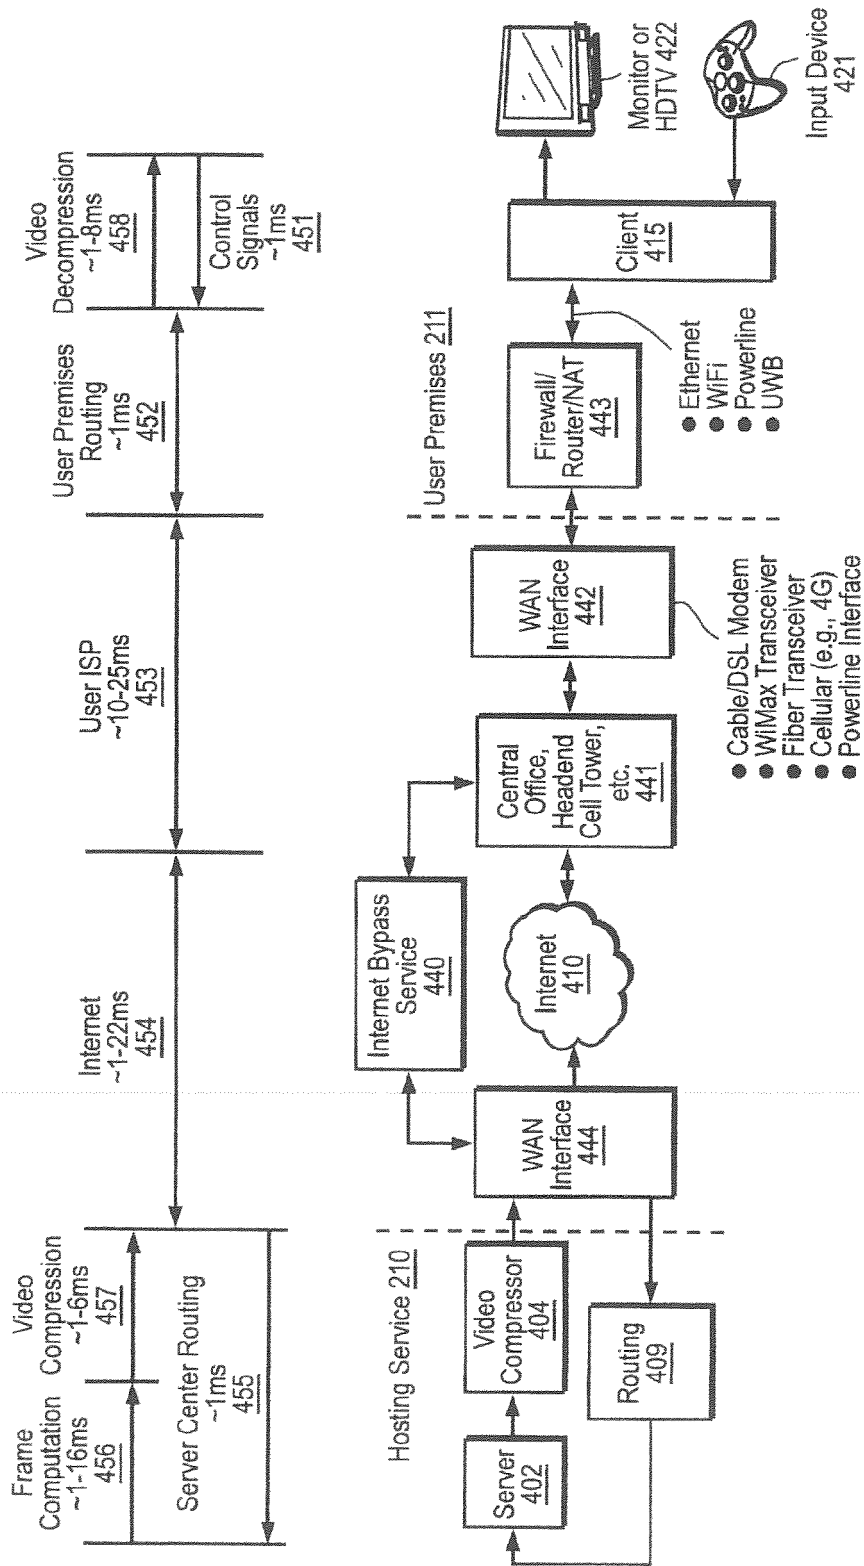 Frame
Computation
~1-16ms
456
Video
Compression
~1-6ms
457
Server Center Routing
~1ms
455
Internet
~1-22ms
454
User ISP
~10-25ms
453
User Premises
Routing
~1ms
452
Video
Decompression
~1-8ms
458
Control
Signals
~1ms
451
Hosting Service 210
Server
402
Video
Compressor
404
Routing
409
WAN
Interface
444
Internet Bypass
Service
440
Internet
410
Central
Office,
Headend
Cell Tower,
etc.
441
WAN
Interface
442
● Cable/DSL Modem
● WiMax Transceiver
● Fiber Transceiver
● Cellular (e.g., 4G)
● Powerline Interface
User Premises 211
Firewall/
Router/NAT
443
● Ethernet
● WiFi
● Powerline
● UWB
Client
415
Monitor or
HDTV 422
Input Device
421